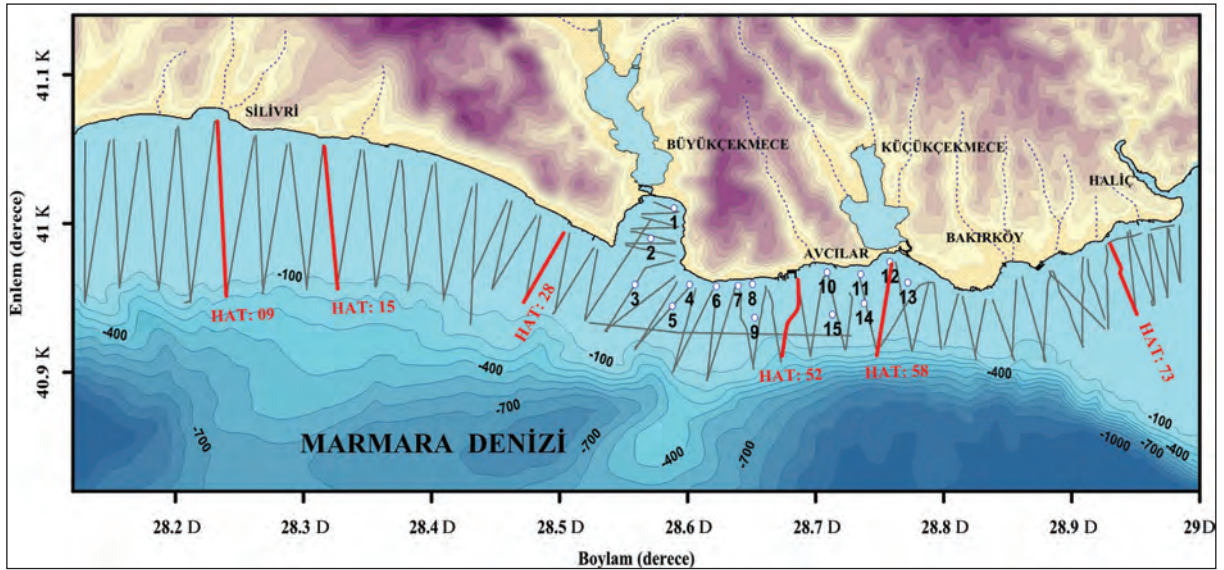 41.1 K
41 K
40.9 K
Enlem (derece)
SİLİVRİ
BÜYÜKÇEKMECE
KÜÇÜKÇEKMECE
HALİÇ
AVCILAR
BAKIRKÖY
1
2
3
4
5
6
7
8
9
10
11
12
13
14
15
-100
-400
HAT: 09
HAT: 15
HAT: 28
-100
HAT: 52
HAT: 58
-400
HAT: 73
-100
-400
-700
-1000
-700
-700
-700
-400
-700
MARMARA DENİZİ
28.2 D
28.3 D
28.4 D
28.5 D
28.6 D
28.7 D
28.8 D
28.9 D
29D
Boylam (derece)